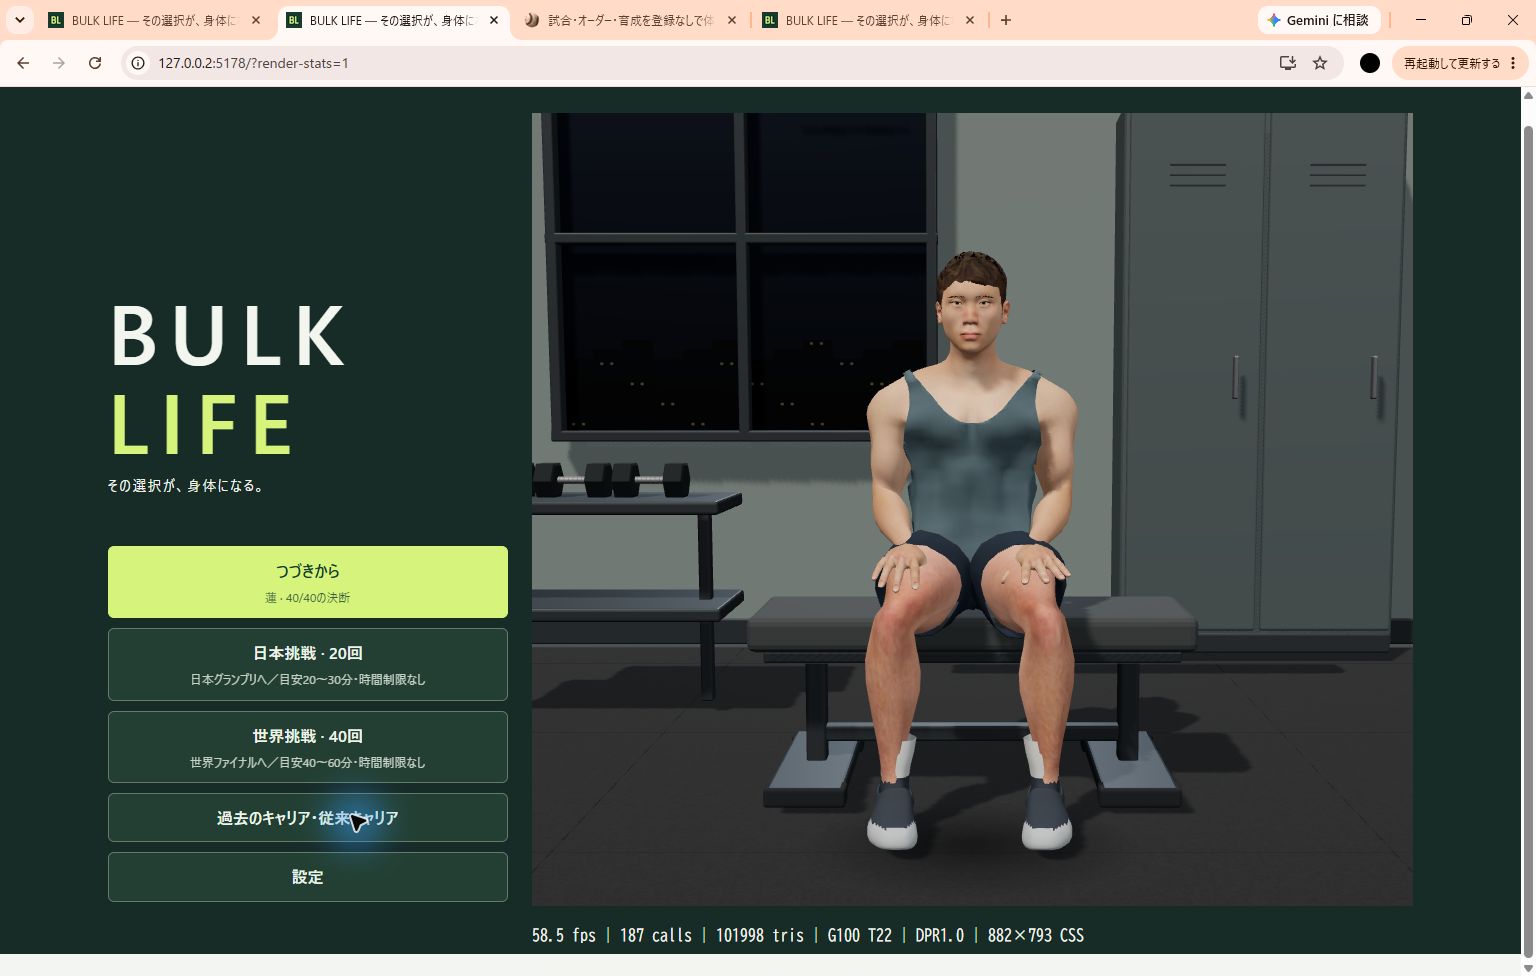 BULK LIFE — その選択が、身体に
BULK LIFE — その選択が、身体に
試合・オーダー・育成を登録なしで体
BULK LIFE — その選択が、身体に
Gemini に相談
127.0.0.2:5178/?render-stats=1
再起動して更新する
BULK
LIFE
その選択が、身体になる。
つづきから
蓮 · 40/40の決断
日本挑戦 · 20回
日本グランプリへ／目安20〜30分・時間制限なし
世界挑戦 · 40回
世界ファイナルへ／目安40〜60分・時間制限なし
過去のキャリア・従来キャリア
設定
58.5 fps | 187 calls | 101998 tris | G100 T22 | DPR1.0 | 882×793 CSS